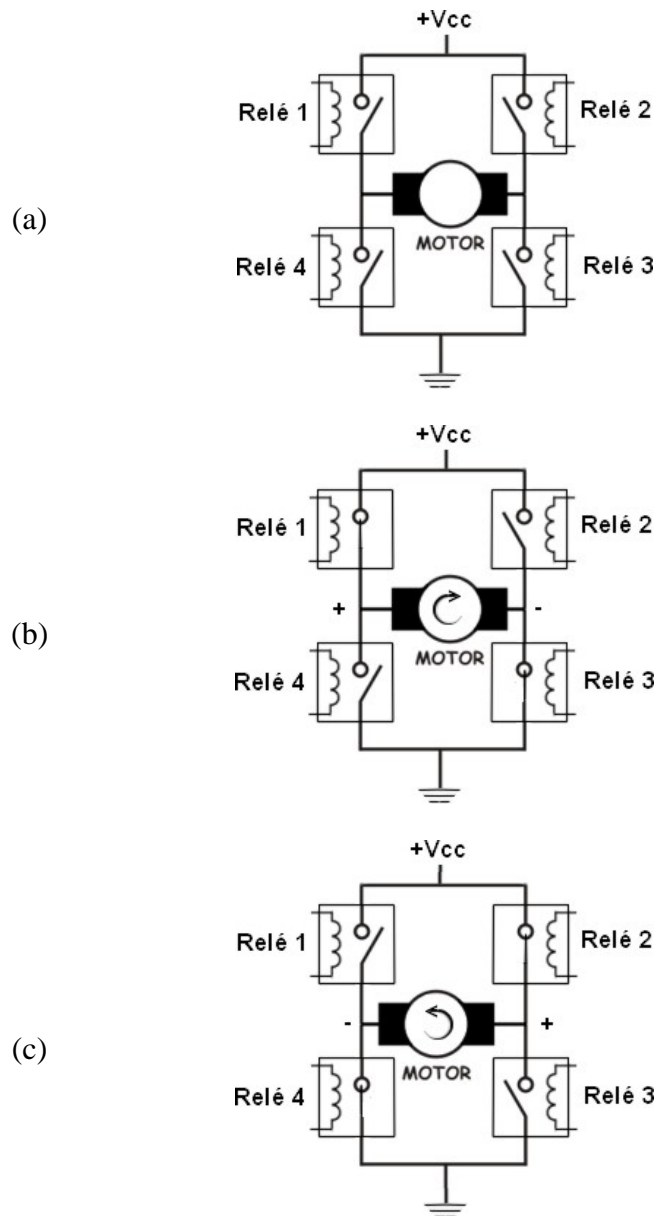 +Vcc
Relé 1
Relé 2
(a)
MOTOR
Relé 4
Relé 3
+Vcc
Relé 1
Relé 2
+
-
(b)
MOTOR
Relé 4
Relé 3
+Vcc
Relé 1
Relé 2
-
+
(c)
MOTOR
Relé 4
Relé 3